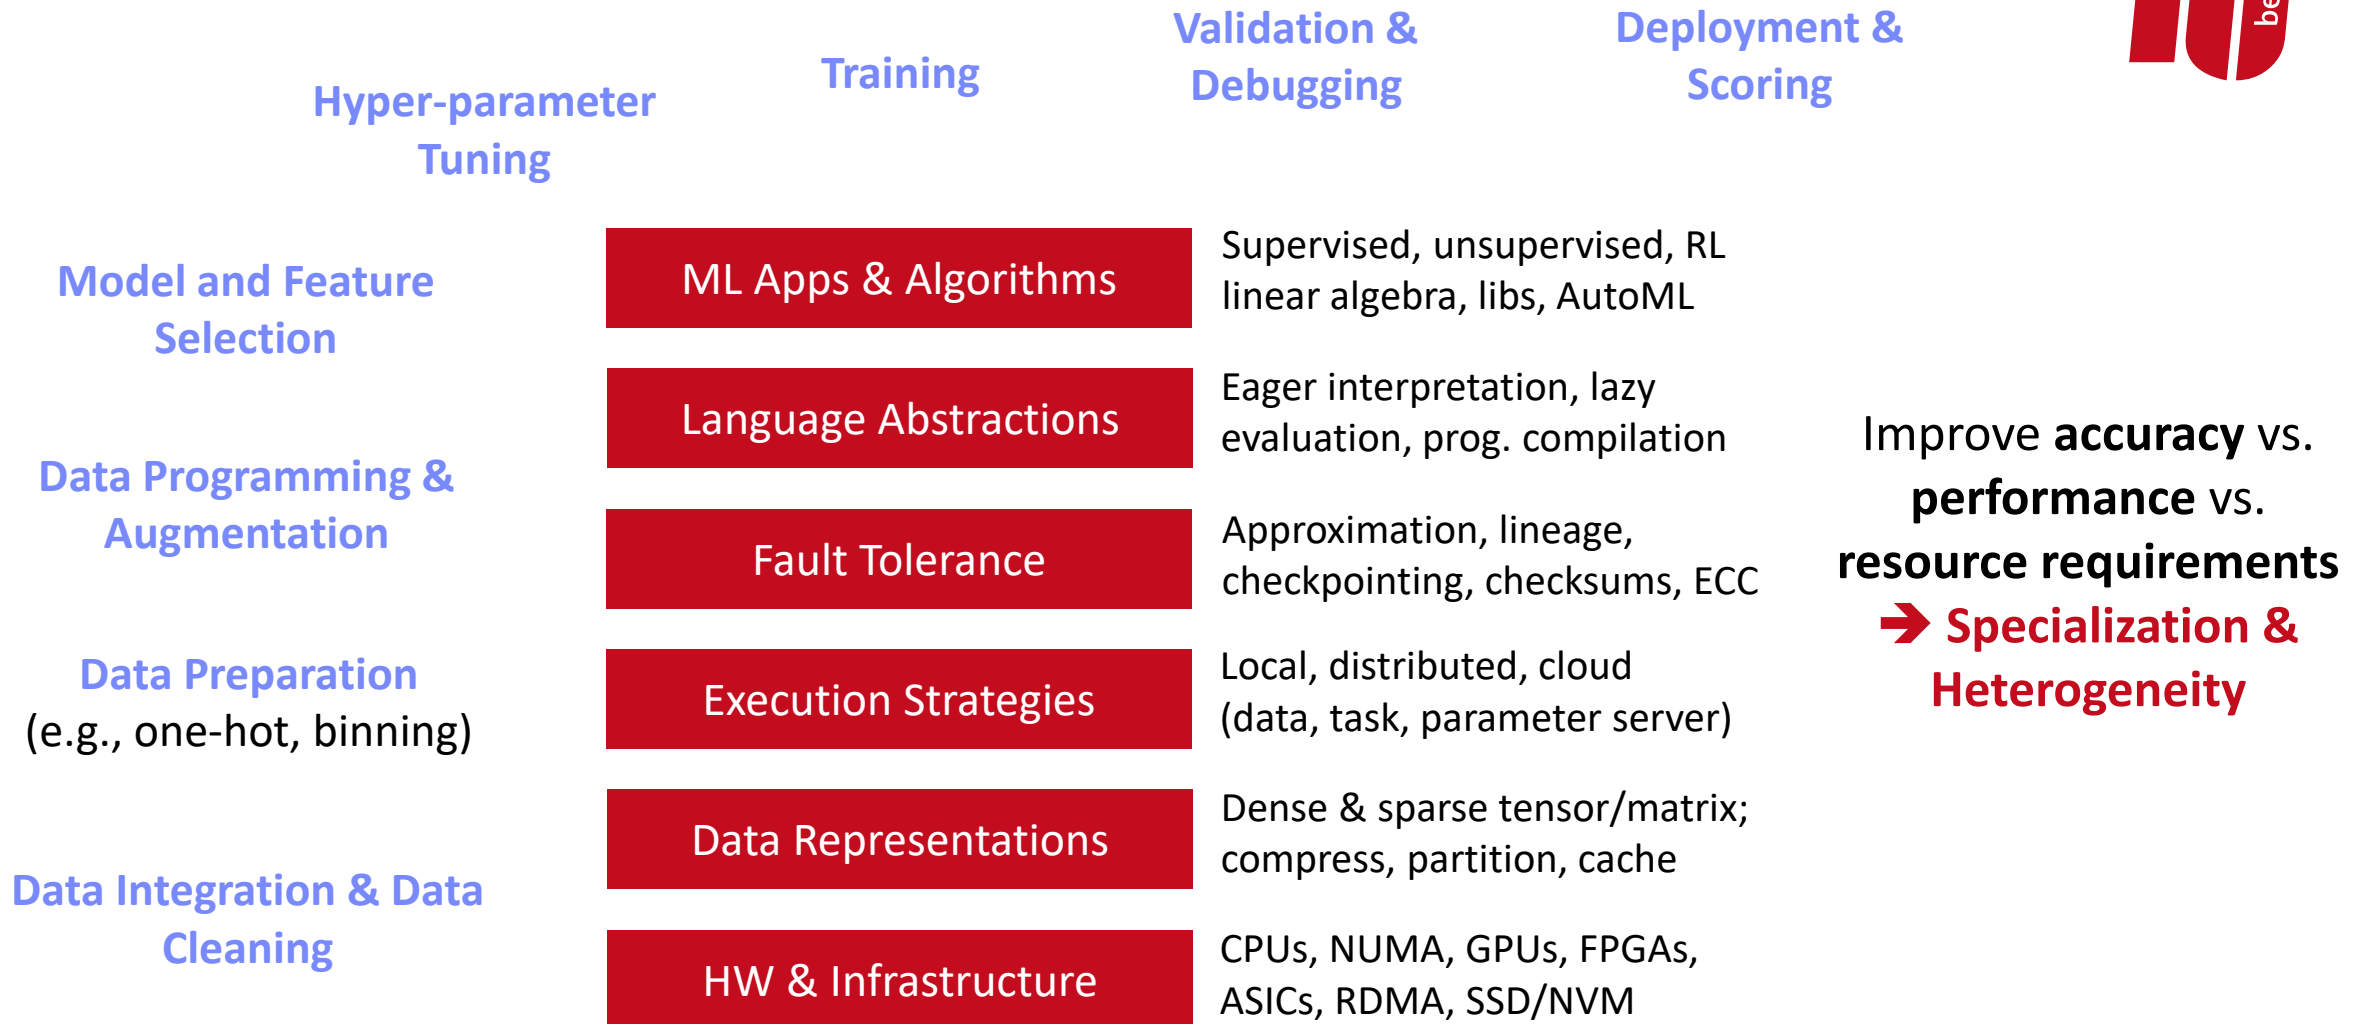 Validation &
Debugging
Deployment &
Scoring
Training
Hyper-parameter
Tuning
Model and Feature
Selection
Data Programming &
Augmentation
Data Preparation
(e.g., one-hot, binning)
Data Integration & Data
Cleaning
ML Apps & Algorithms
Supervised, unsupervised, RL
linear algebra, libs, AutoML
Language Abstractions
Eager interpretation, lazy
evaluation, prog. compilation
Fault Tolerance
Approximation, lineage,
checkpointing, checksums, ECC
Execution Strategies
Local, distributed, cloud
(data, task, parameter server)
Data Representations
Dense & sparse tensor/matrix;
compress, partition, cache
HW & Infrastructure
CPUs, NUMA, GPUs, FPGAs,
ASICs, RDMA, SSD/NVM
Improve accuracy vs.
performance vs.
resource requirements
➔ Specialization &
Heterogeneity